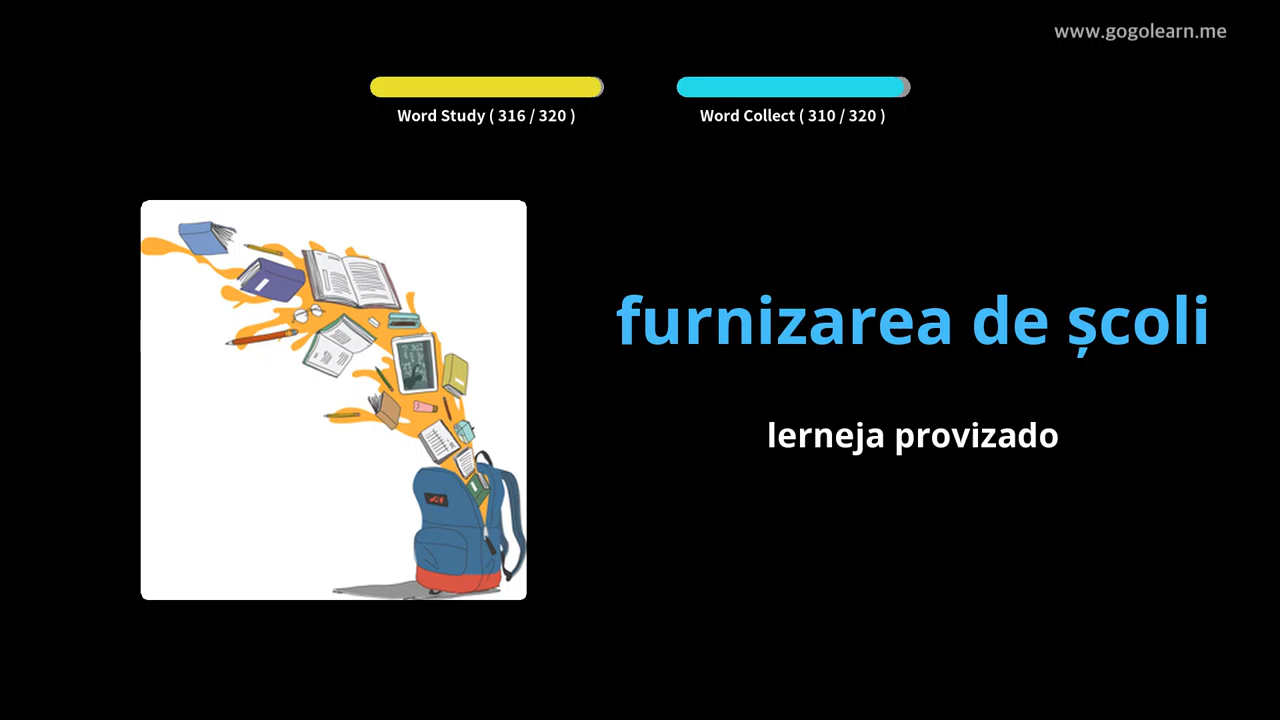 www.gogolearn.me
Word Study ( 316 / 320 )
Word Collect ( 310 / 320 )
furnizarea de școli
lerneja provizado